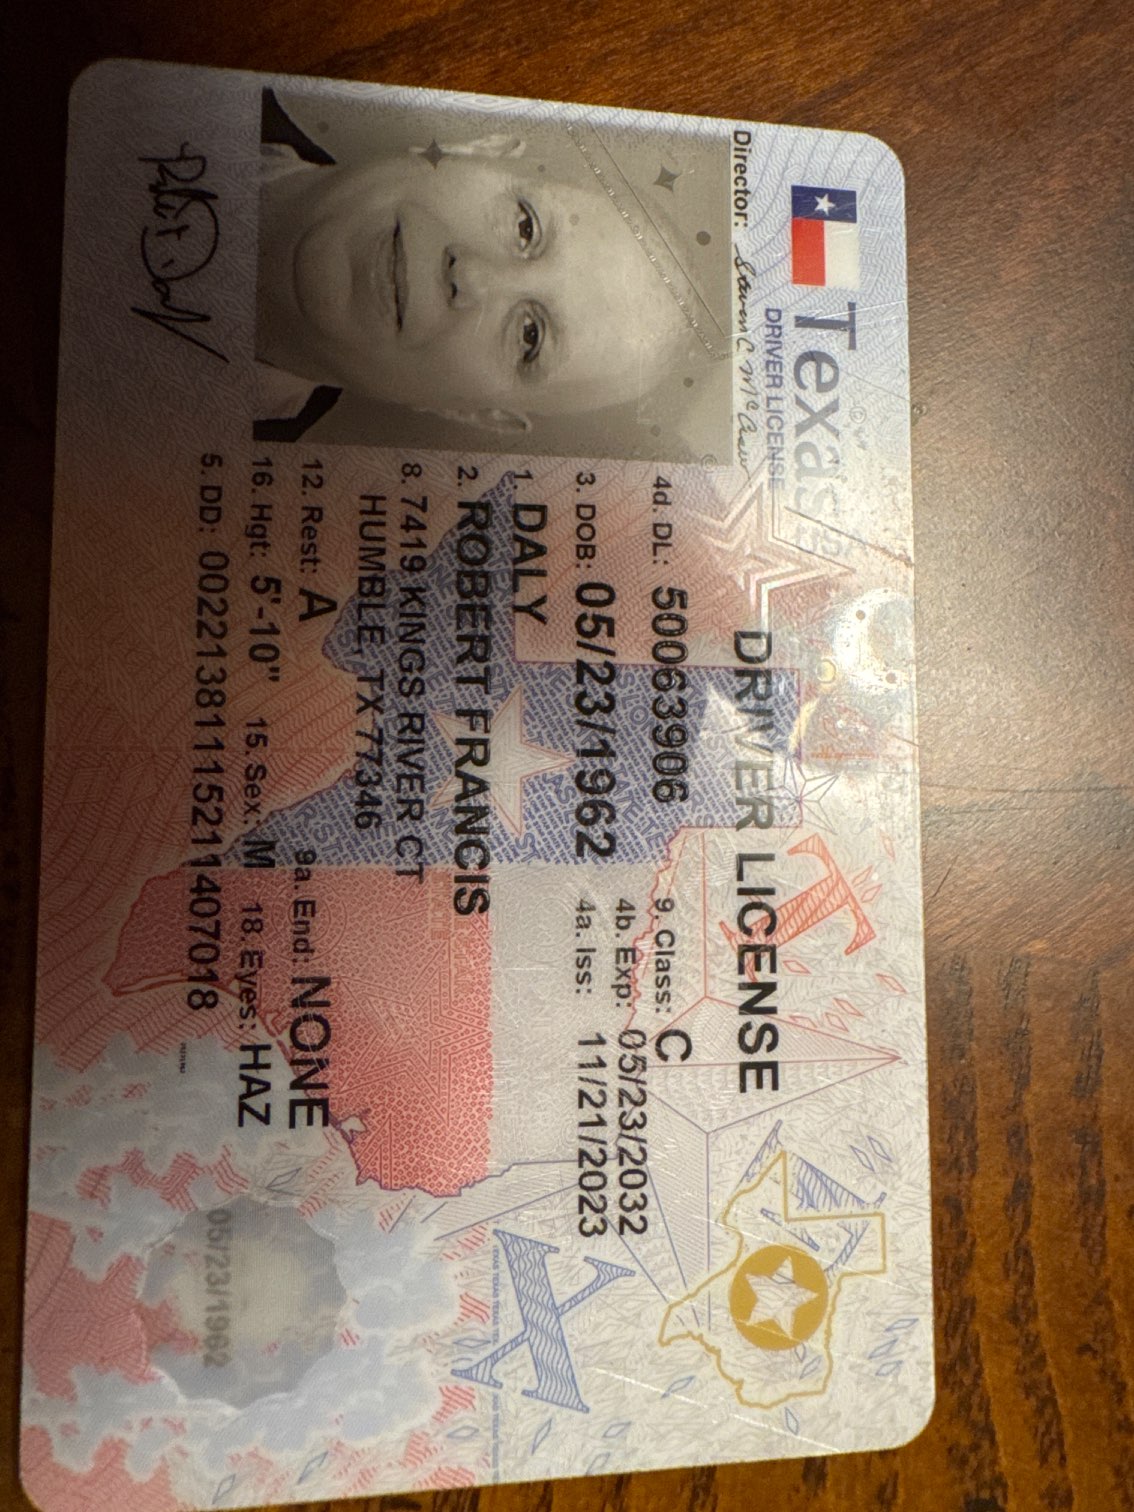 Texas
DRIVER LICENSE
DRIVER LICENSE
Director: Steven C. McCraw
4d. DL: 50063906
9. Class: C
3. DOB: 05/23/1962
4b. Exp: 05/23/2032
4a. Iss: 11/21/2023
1. DALY
2. ROBERT FRANCIS
8. 7419 KINGS RIVER CT
HUMBLE, TX 77346
12. Rest: A
9a. End: NONE
16. Hgt: 5'-10"
15. Sex: M
18. Eyes: HAZ
5. DD: 00221381115211407018
05/23/1962